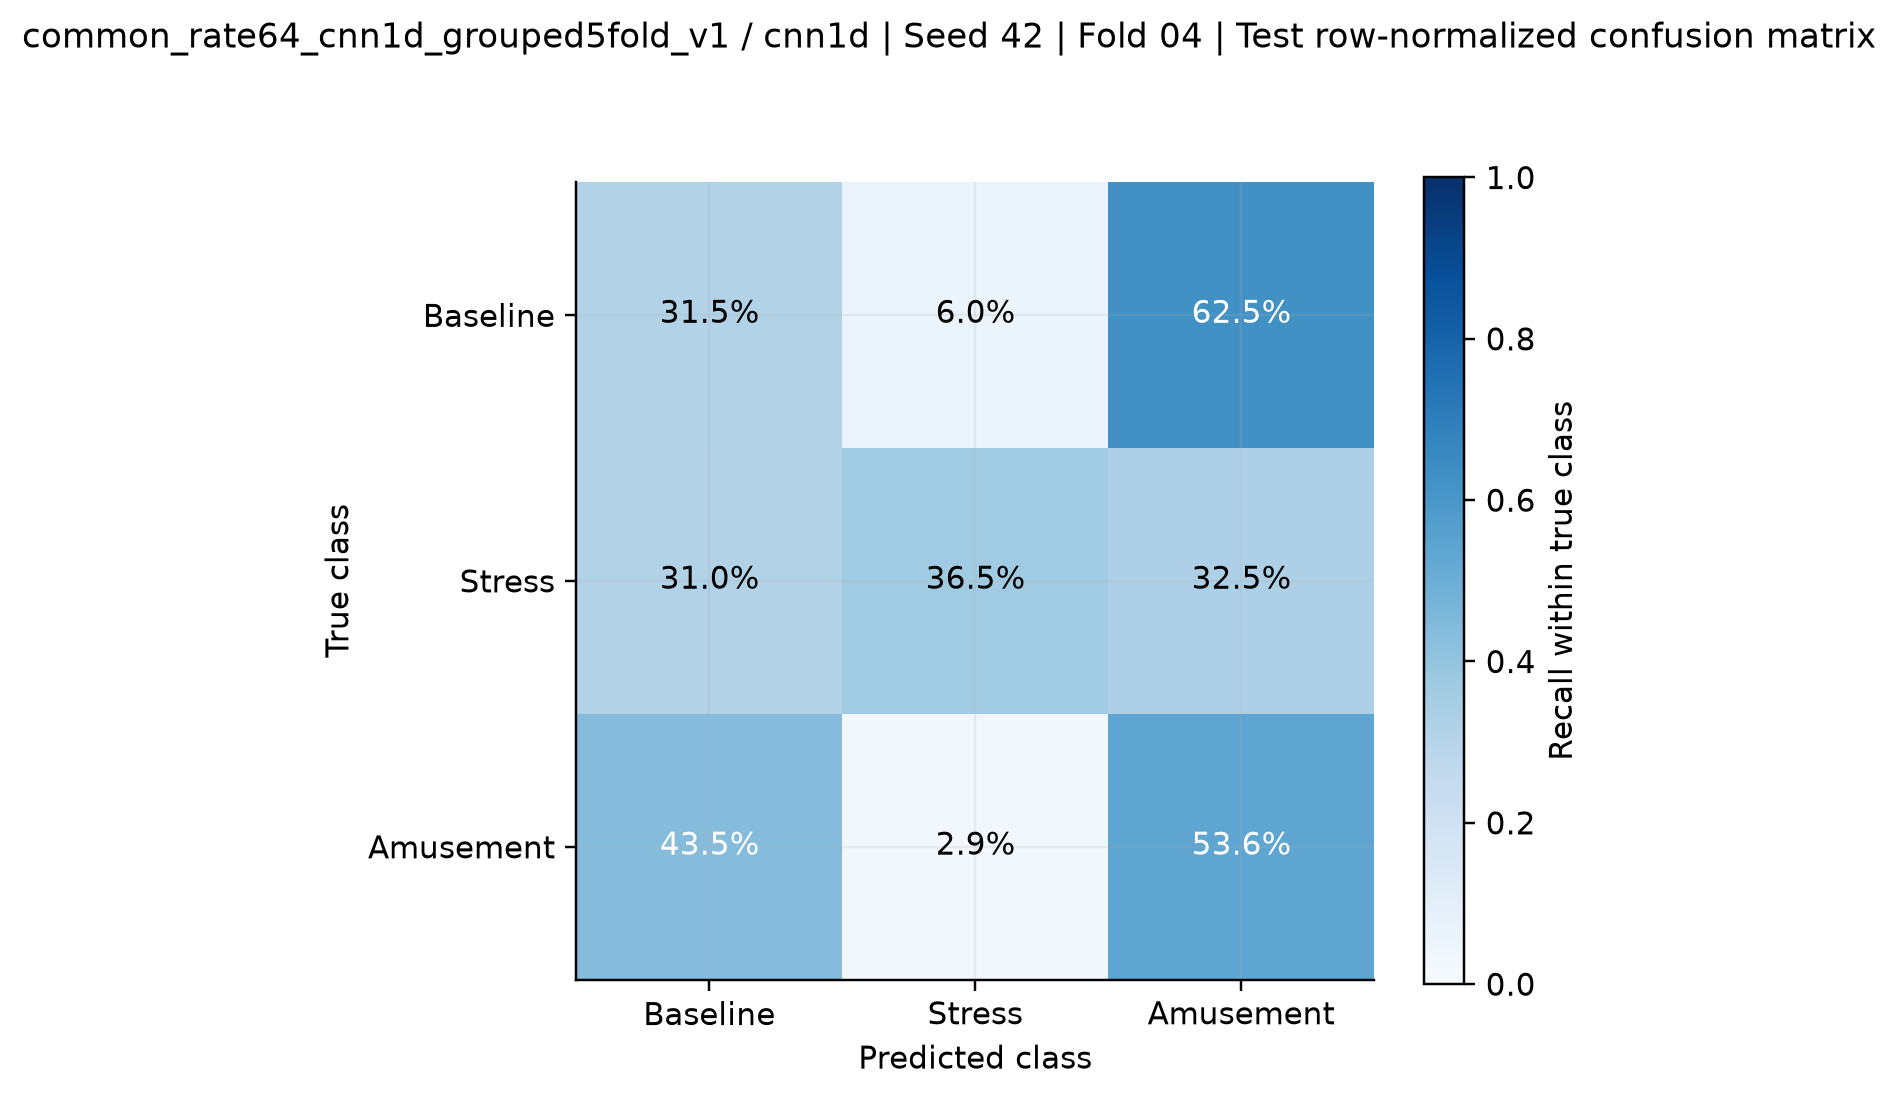 common_rate64_cnn1d_grouped5fold_v1 / cnn1d | Seed 42 | Fold 04 | Test row-normalized confusion matrix
True class
Baseline
31.5%
6.0%
62.5%
Stress
31.0%
36.5%
32.5%
Amusement
43.5%
2.9%
53.6%
Baseline
Stress
Amusement
Predicted class
1.0
0.8
0.6
0.4
0.2
0.0
Recall within true class